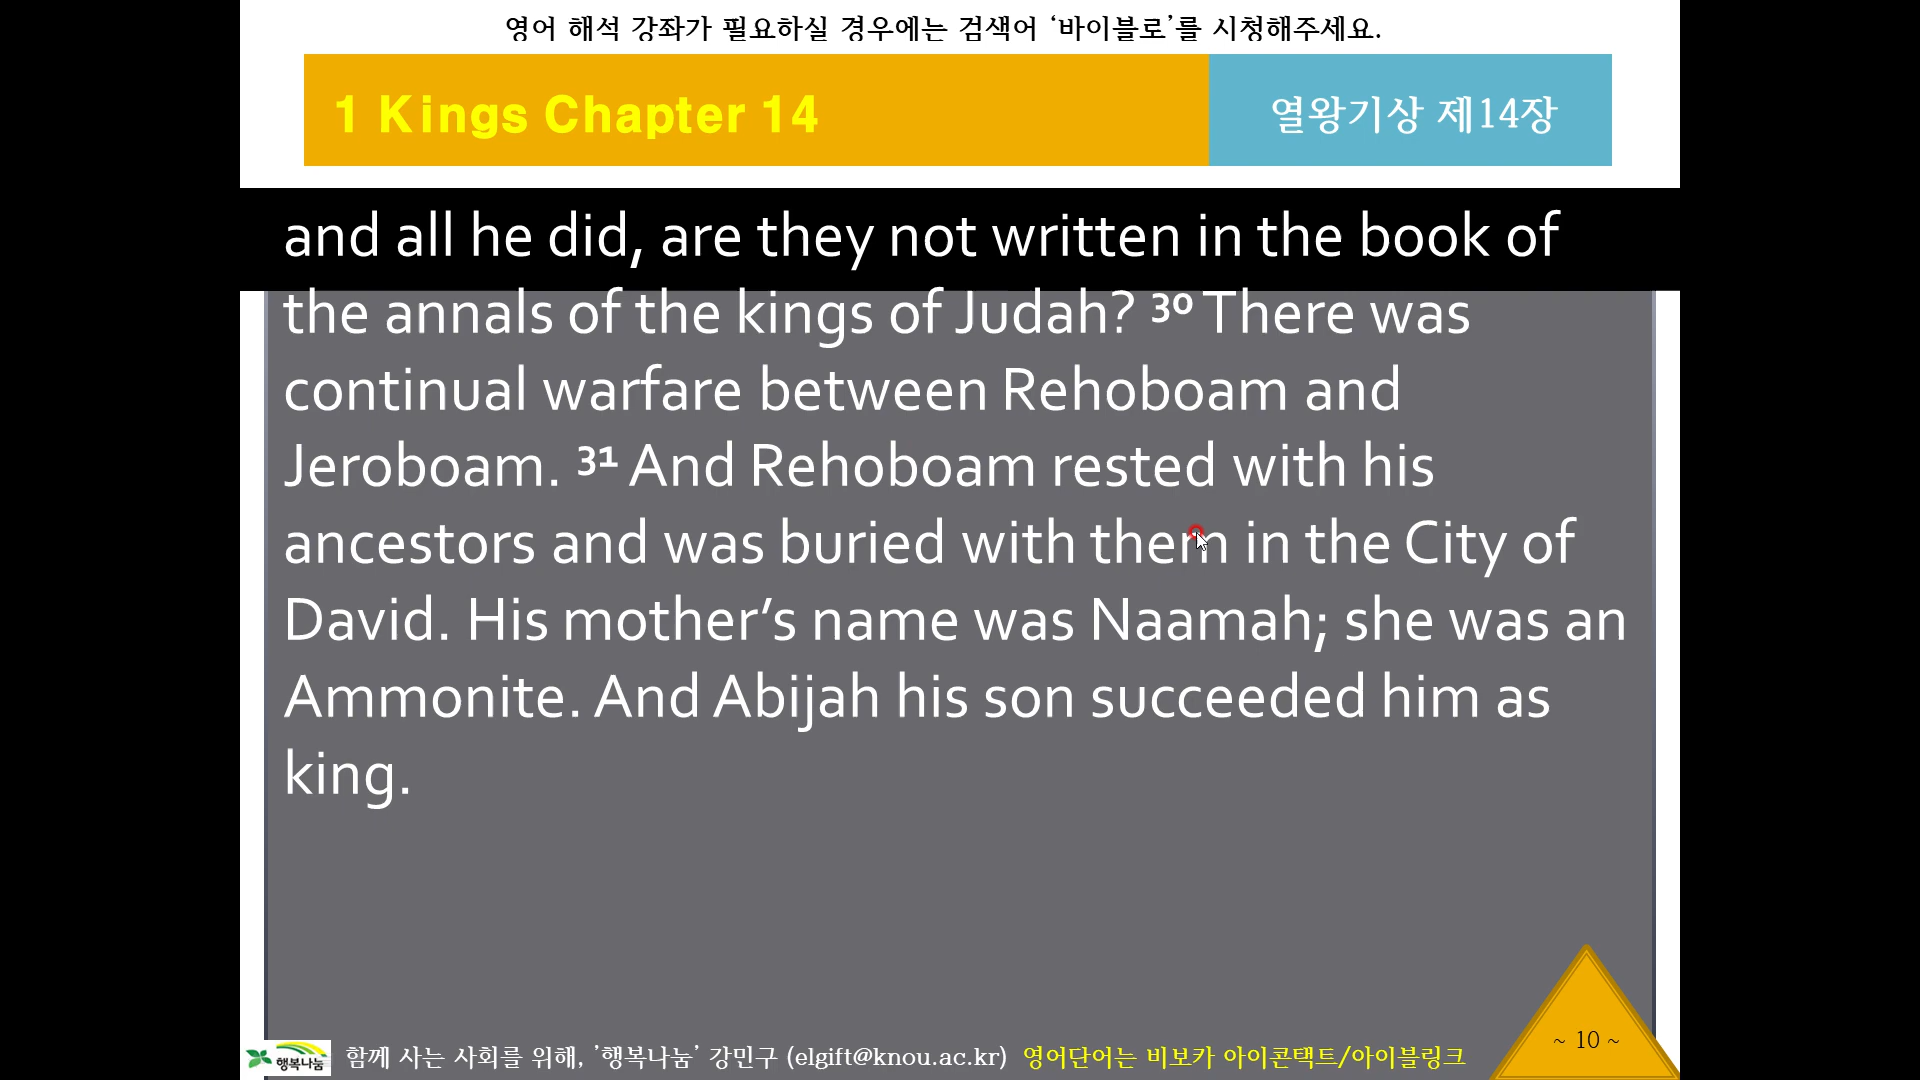 영어 해석 강좌가 필요하실 경우에는 검색어 ‘바이블로’를 시청해주세요.
1 Kings Chapter 14
열왕기상 제14장
and all he did, are they not written in the book of
the annals of the kings of Judah? ³⁰ There was
continual warfare between Rehoboam and
Jeroboam. ³¹ And Rehoboam rested with his
ancestors and was buried with them in the City of
David. His mother’s name was Naamah; she was an
Ammonite. And Abijah his son succeeded him as
king.
~ 10 ~
행복나눔
함께 사는 사회를 위해, ’행복나눔’ 강민구 (elgift@knou.ac.kr) 영어단어는 비보카 아이콘택트/아이블링크